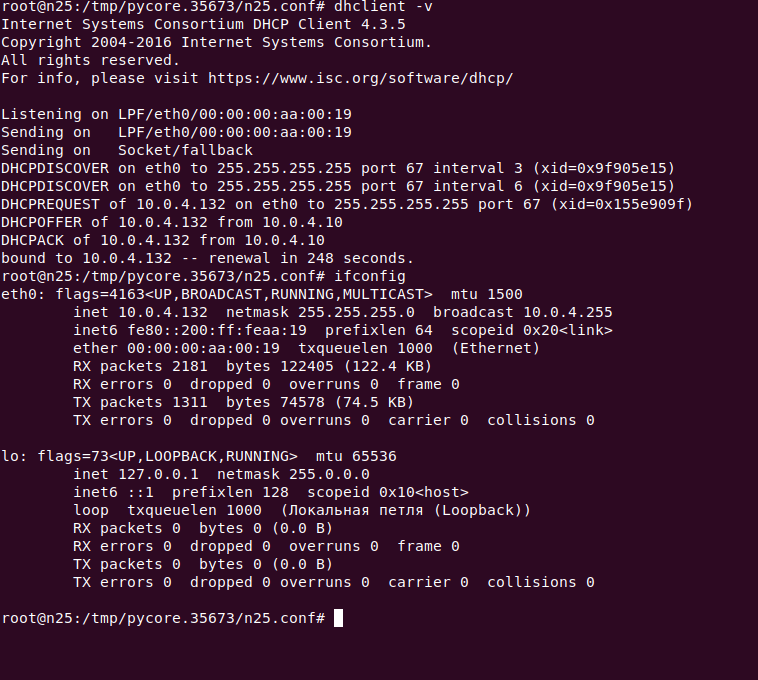 root@n25:/tmp/pycore.35673/n25.conf# dhclient -v
Internet Systems Consortium DHCP Client 4.3.5
Copyright 2004-2016 Internet Systems Consortium.
All rights reserved.
For info, please visit https://www.isc.org/software/dhcp/

Listening on LPF/eth0/00:00:00:aa:00:19
Sending on   LPF/eth0/00:00:00:aa:00:19
Sending on   Socket/fallback
DHCPDISCOVER on eth0 to 255.255.255.255 port 67 interval 3 (xid=0x9f905e15)
DHCPDISCOVER on eth0 to 255.255.255.255 port 67 interval 6 (xid=0x9f905e15)
DHCPREQUEST of 10.0.4.132 on eth0 to 255.255.255.255 port 67 (xid=0x155e909f)
DHCPOFFER of 10.0.4.132 from 10.0.4.10
DHCPACK of 10.0.4.132 from 10.0.4.10
bound to 10.0.4.132 -- renewal in 248 seconds.
root@n25:/tmp/pycore.35673/n25.conf# ifconfig
eth0: flags=4163<UP,BROADCAST,RUNNING,MULTICAST>  mtu 1500
        inet 10.0.4.132  netmask 255.255.255.0  broadcast 10.0.4.255
        inet6 fe80::200:ff:feaa:19  prefixlen 64  scopeid 0x20<link>
        ether 00:00:00:aa:00:19  txqueuelen 1000  (Ethernet)
        RX packets 2181  bytes 122405 (122.4 KB)
        RX errors 0  dropped 0  overruns 0  frame 0
        TX packets 1311  bytes 74578 (74.5 KB)
        TX errors 0  dropped 0 overruns 0  carrier 0  collisions 0

lo: flags=73<UP,LOOPBACK,RUNNING>  mtu 65536
        inet 127.0.0.1  netmask 255.0.0.0
        inet6 ::1  prefixlen 128  scopeid 0x10<host>
        loop  txqueuelen 1000  (Локальная петля (Loopback))
        RX packets 0  bytes 0 (0.0 B)
        RX errors 0  dropped 0  overruns 0  frame 0
        TX packets 0  bytes 0 (0.0 B)
        TX errors 0  dropped 0 overruns 0  carrier 0  collisions 0

root@n25:/tmp/pycore.35673/n25.conf#